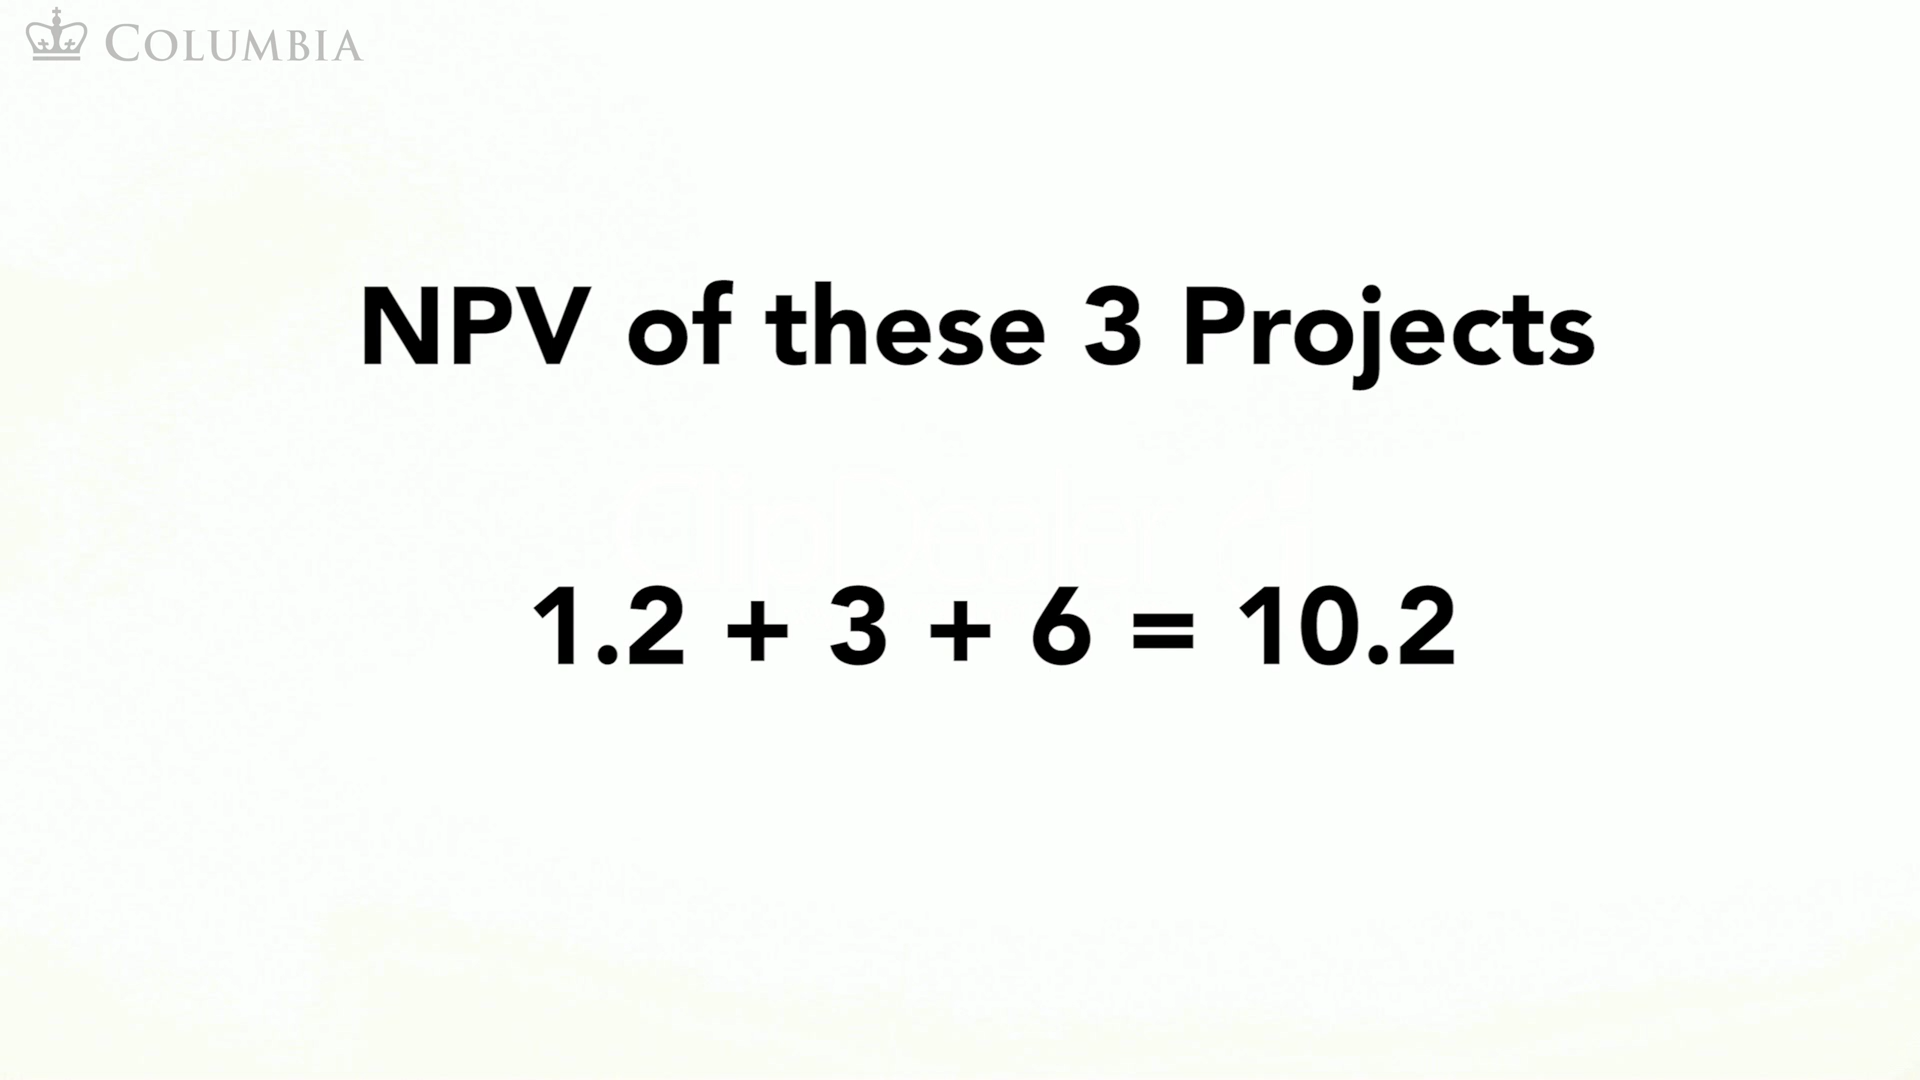 COLUMBIA
NPV of these 3 Projects
1.2 + 3 + 6 = 10.2